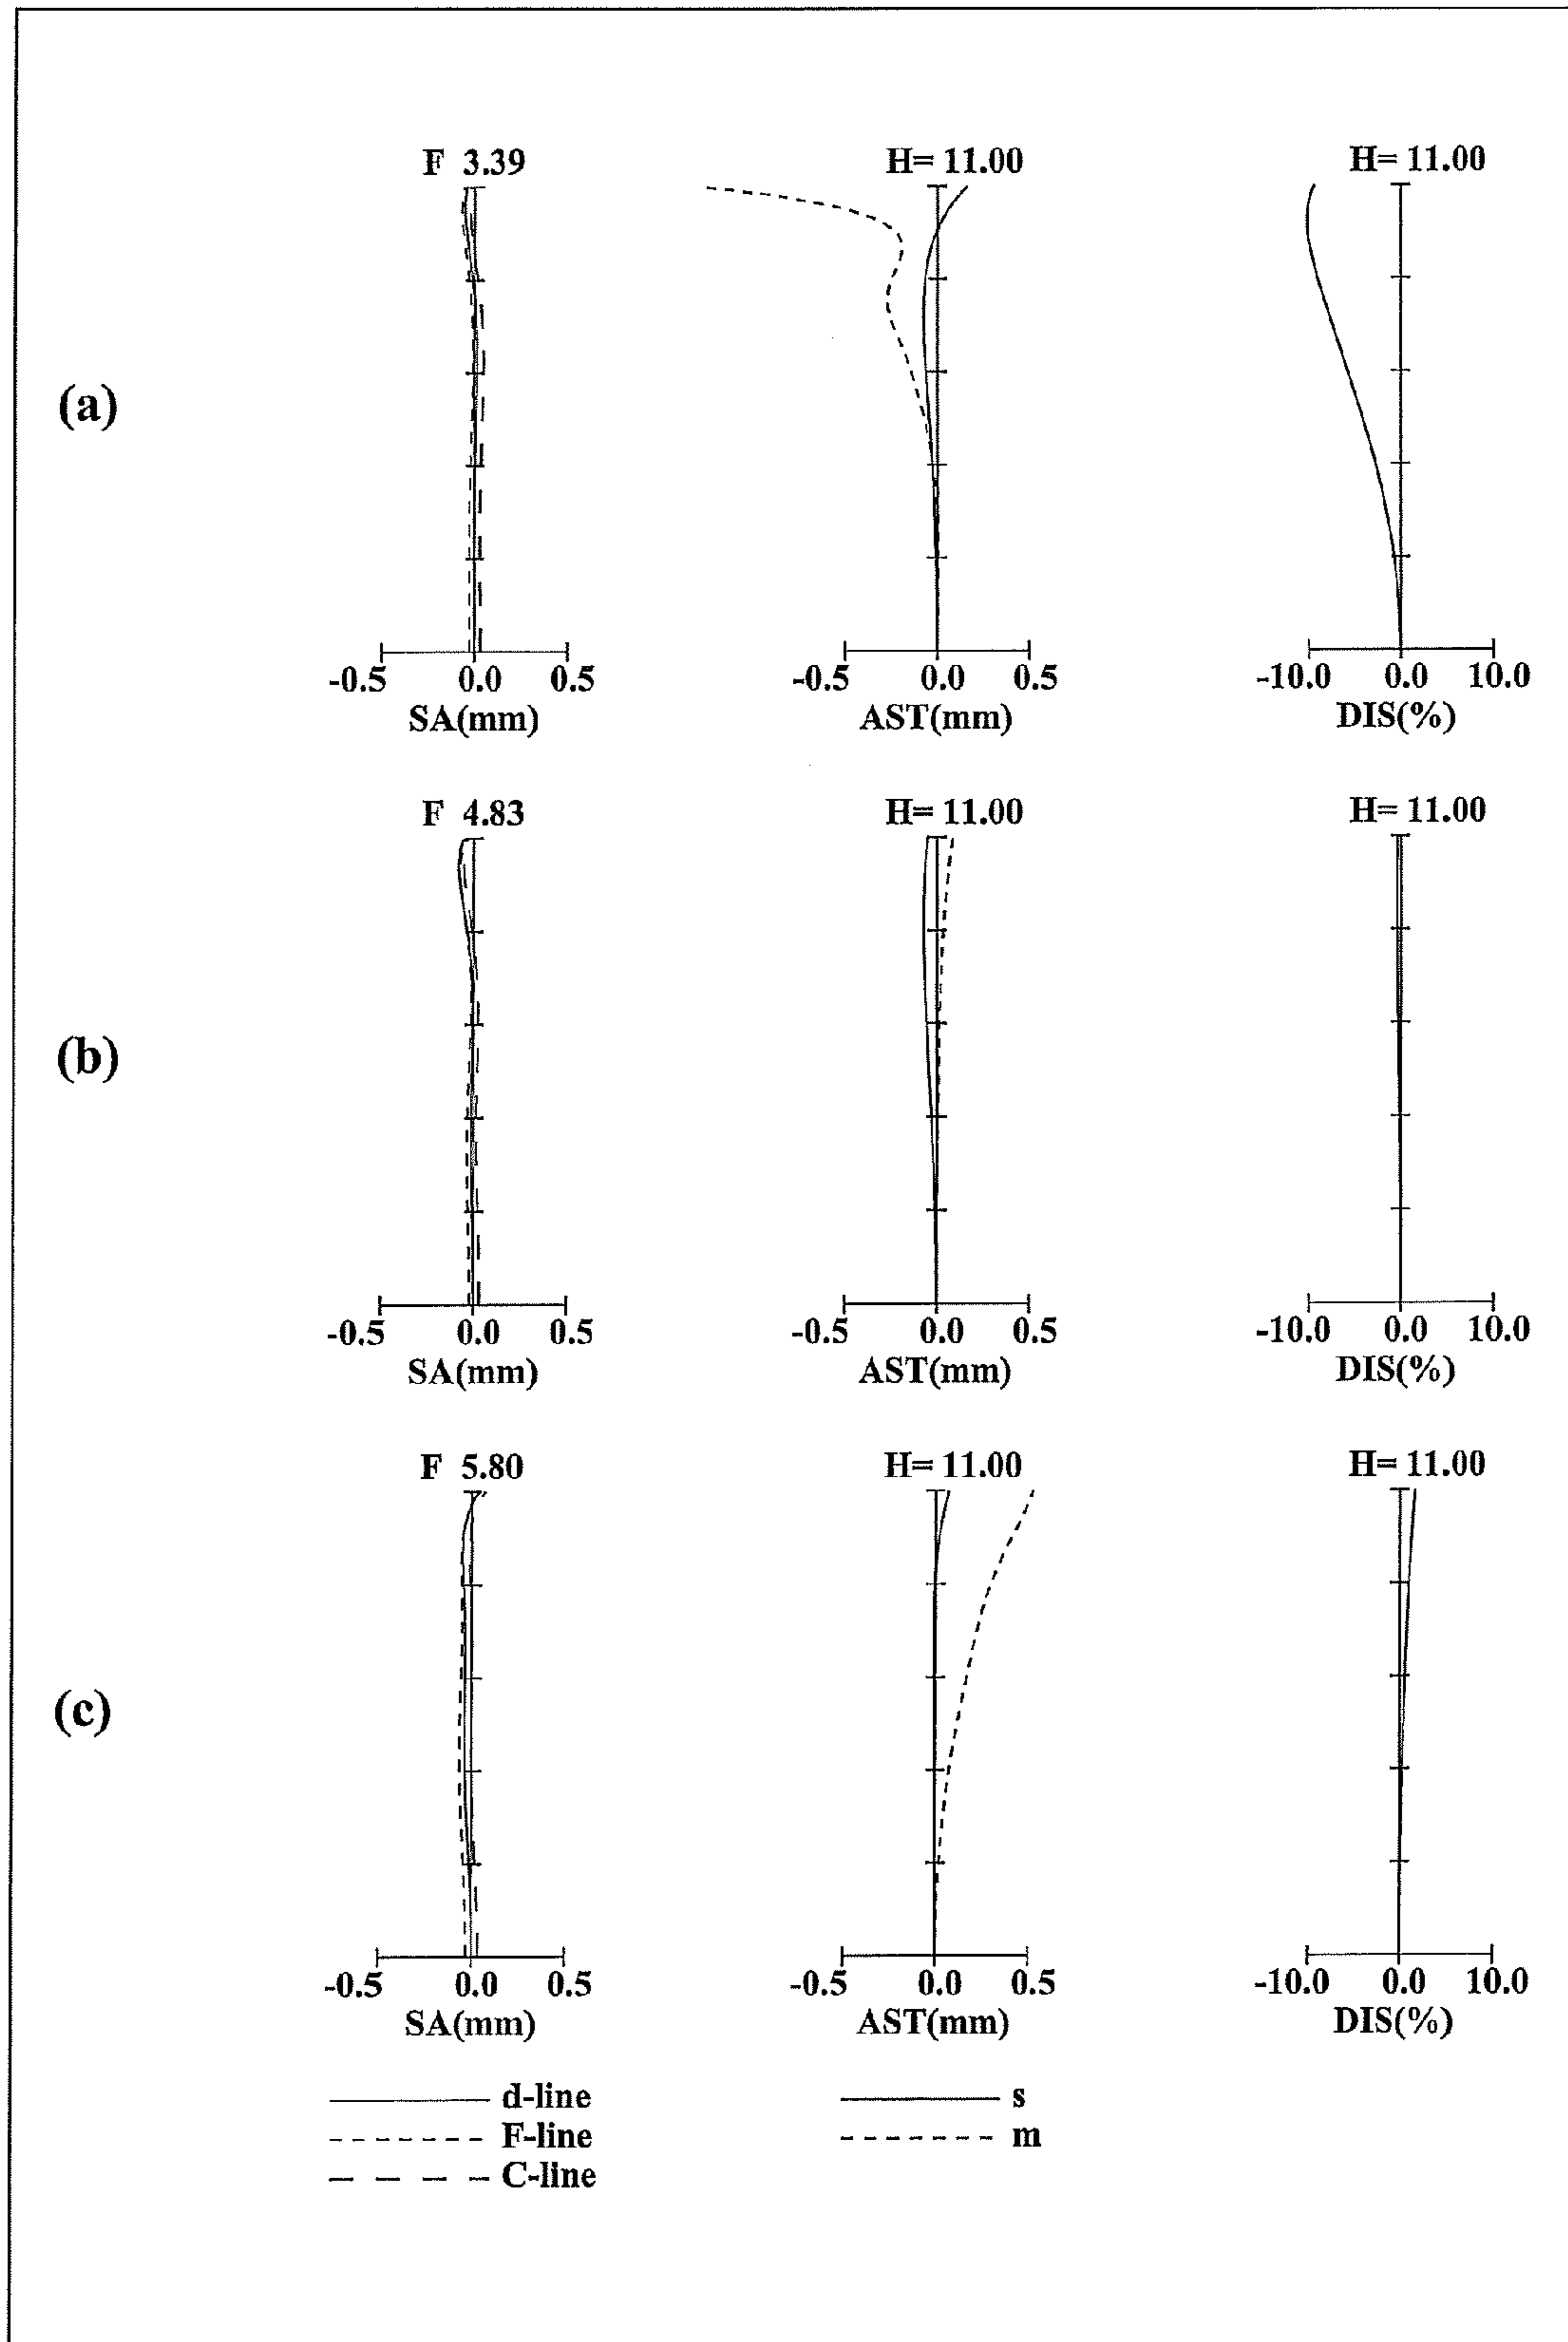 F 3.39 H= 11.00 H= 11.00
(a)
-0.5 0.0 0.5 -0.5 0.0 0.5 -10.0 0.0 10.0
SA(mm) AST(mm) DIS(%)
F 4.83 H= 11.00 H= 11.00
(b)
-0.5 0.0 0.5 -0.5 0.0 0.5 -10.0 0.0 10.0
SA(mm) AST(mm) DIS(%)
F 5.80 H= 11.00 H= 11.00
(c)
-0.5 0.0 0.5 -0.5 0.0 0.5 -10.0 0.0 10.0
SA(mm) AST(mm) DIS(%)
d-line s
F-line m
C-line